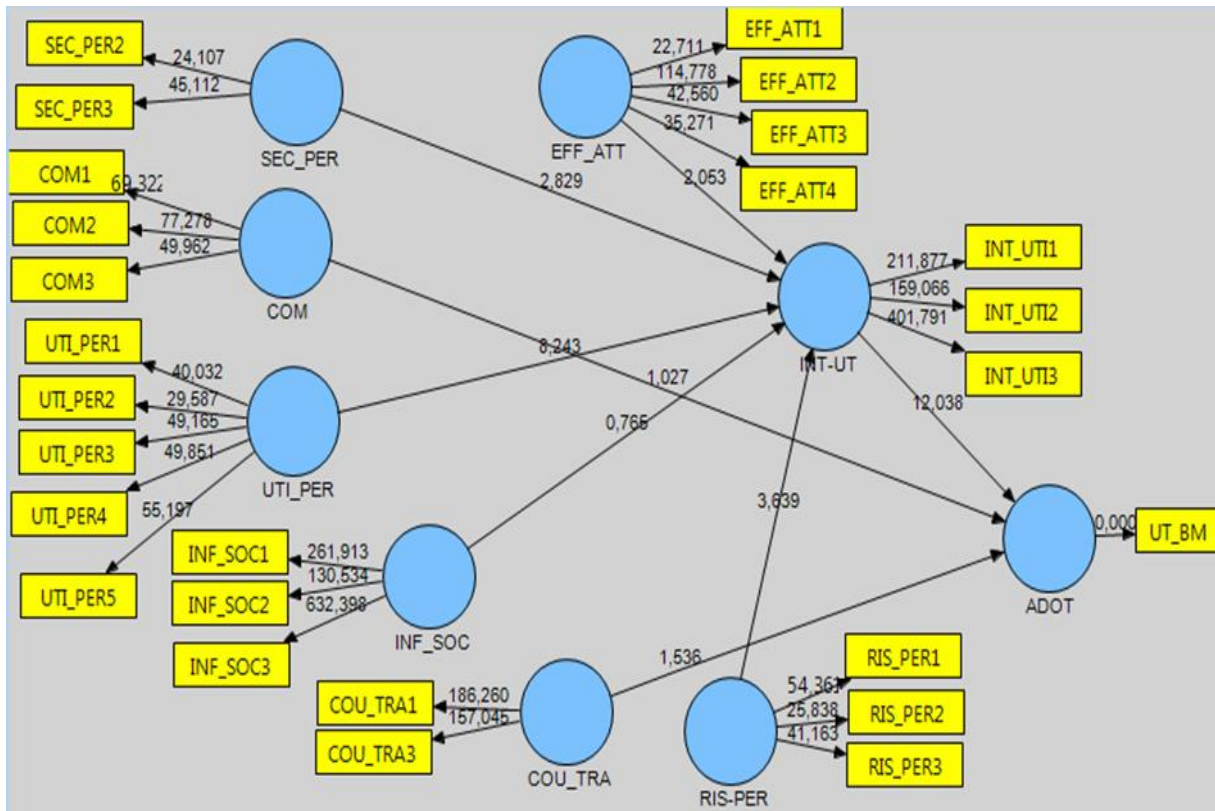 SEC_PER2
24,107
45,112
SEC_PER3
SEC_PER
EFF_ATT1
22,711
114,778
EFF_ATT2
42,560
EFF_ATT3
35,271
EFF_ATT4
EFF_ATT
2,829
2,053
COM1
69,322
COM2
77,278
49,962
COM3
COM
INT_UTI1
211,877
159,066
INT_UTI2
401,791
INT_UTI3
INT-UT
UTI_PER1
40,032
UTI_PER2
29,587
49,165
UTI_PER3
49,851
UTI_PER4
55,197
UTI_PER5
UTI_PER
8,243
1,027
0,765
12,038
3,639
INF_SOC1
261,913
130,534
INF_SOC2
632,398
INF_SOC3
INF_SOC
0,000
UT_BM
ADOT
1,536
COU_TRA1
186,260
157,045
COU_TRA3
COU_TRA
RIS_PER1
54,361
25,838
RIS_PER2
41,163
RIS_PER3
RIS-PER